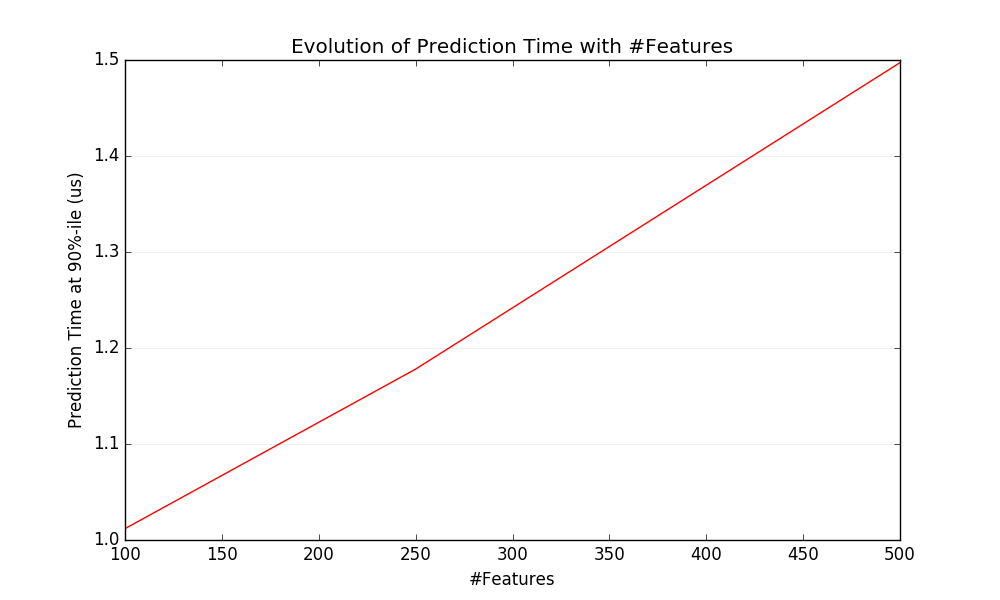 Evolution of Prediction Time with #Features
1.5
1.4
1.3
1.2
1.1
1.0
Prediction Time at 90%-ile (us)
100 150 200 250 300 350 400 450 500
#Features